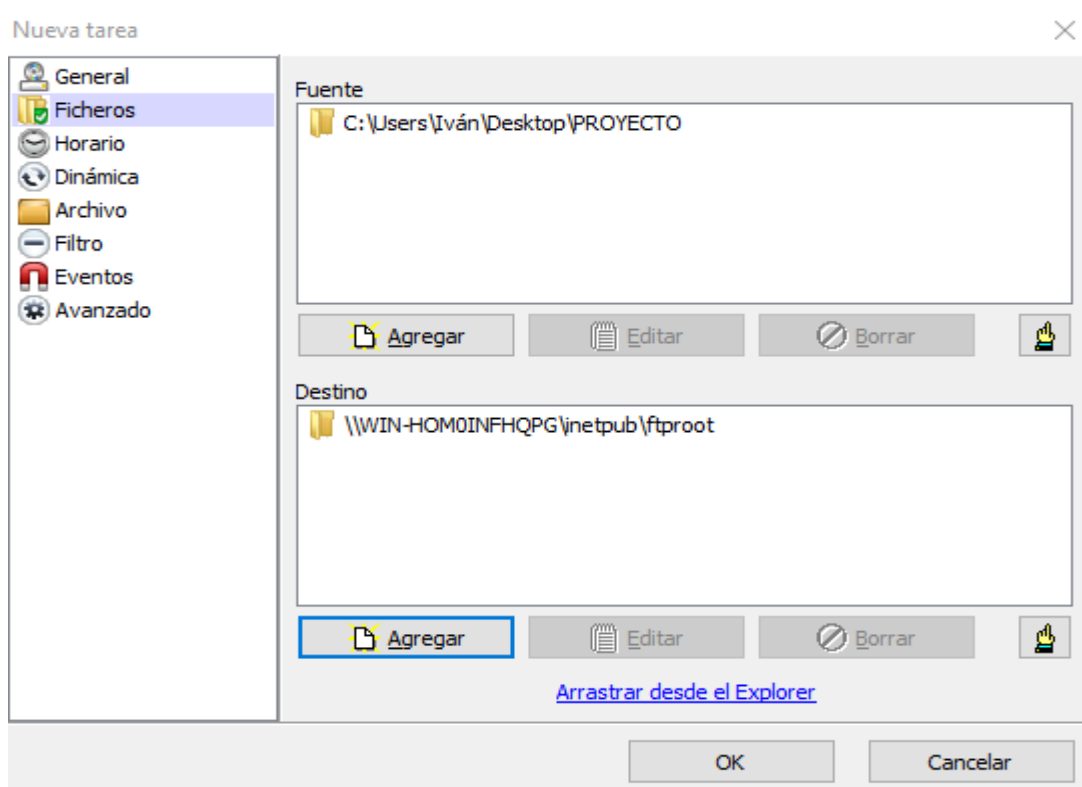 Nueva tarea
General
Ficheros
Horario
Dinámica
Archivo
Filtro
Eventos
Avanzado
Fuente
C:\Users\Iván\Desktop\PROYECTO
Agregar Editar Borrar
Destino
\\WIN-HOM0INFHQPG\inetpub\ftproot
Agregar Editar Borrar
Arrastrar desde el Explorer
OK Cancelar